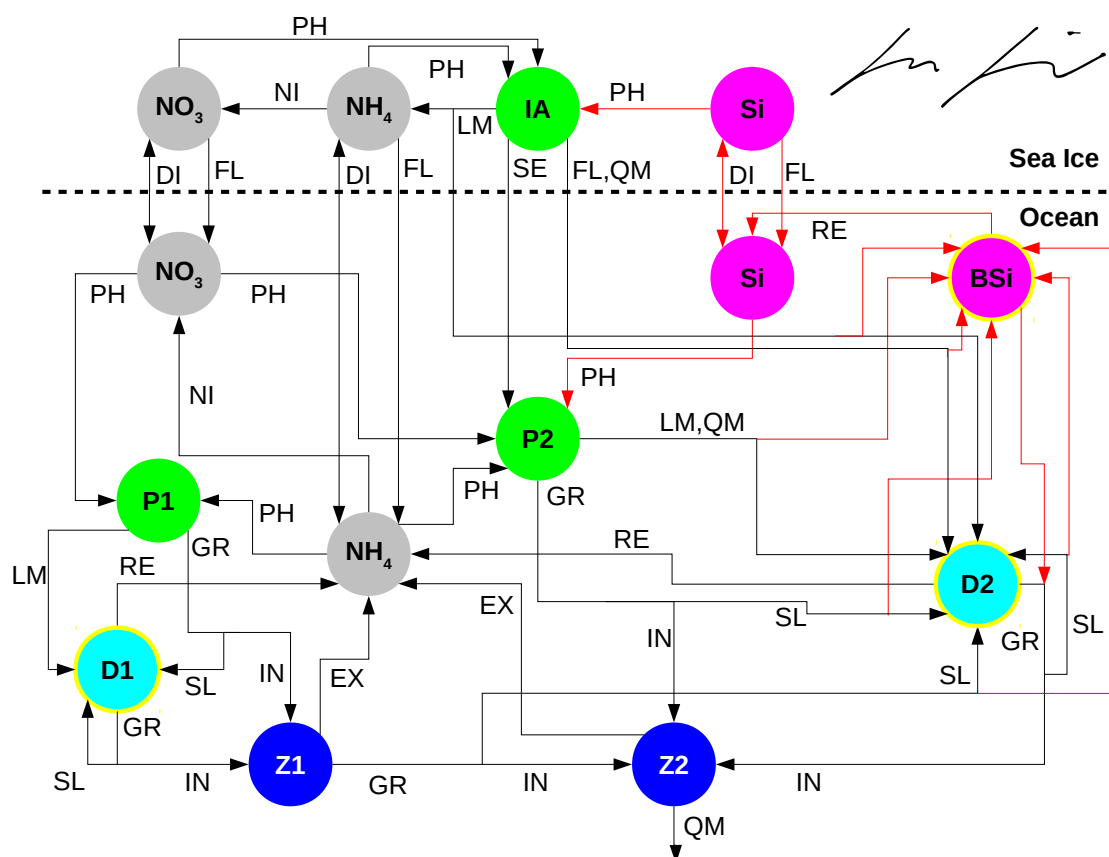 PH
PH
NO3
NI
NH4
LM
IA
PH
Si
DI
FL
DI
FL
SE
FL,QM
DI
FL
Sea Ice
Ocean
RE
NO3
Si
BSi
PH
PH
NI
PH
P2
LM,QM
P1
PH
PH
GR
GR
NH4
RE
LM
RE
D2
EX
SL
GR
SL
IN
D1
SL
IN
EX
SL
GR
Z1
Z2
SL
IN
GR
IN
IN
QM